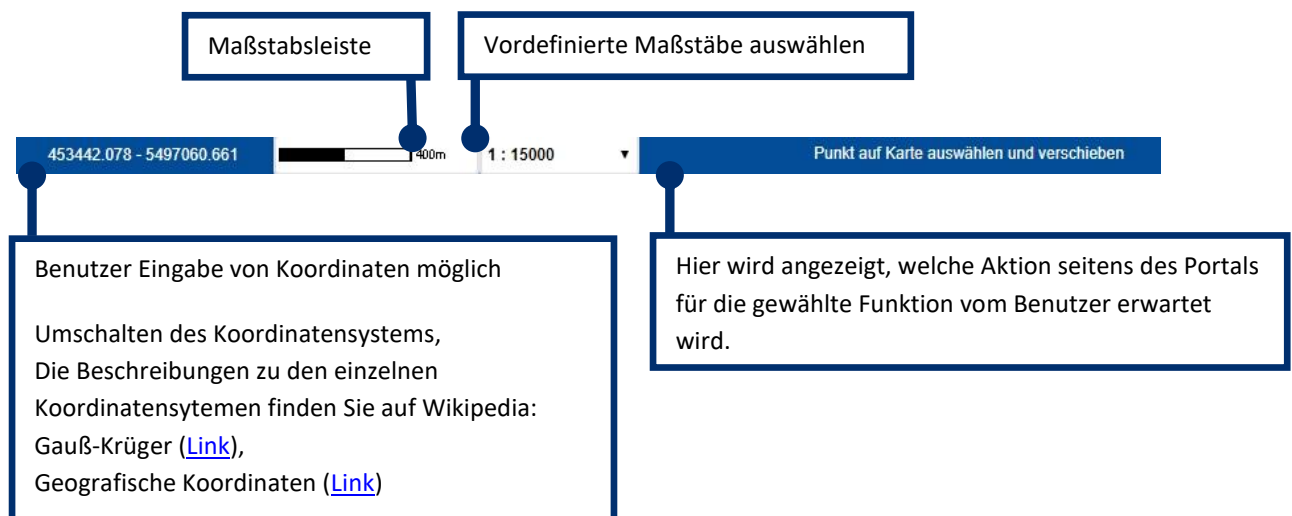 Maßstabsleiste
Vordefinierte Maßstäbe auswählen
453442.078 - 5497060.661
400m
1 : 15000
Punkt auf Karte auswählen und verschieben
Benutzer Eingabe von Koordinaten möglich
Umschalten des Koordinatensystems,
Die Beschreibungen zu den einzelnen
Koordinatensytemen finden Sie auf Wikipedia:
Gauß-Krüger (Link),
Geografische Koordinaten (Link)
Hier wird angezeigt, welche Aktion seitens des Portals
für die gewählte Funktion vom Benutzer erwartet
wird.